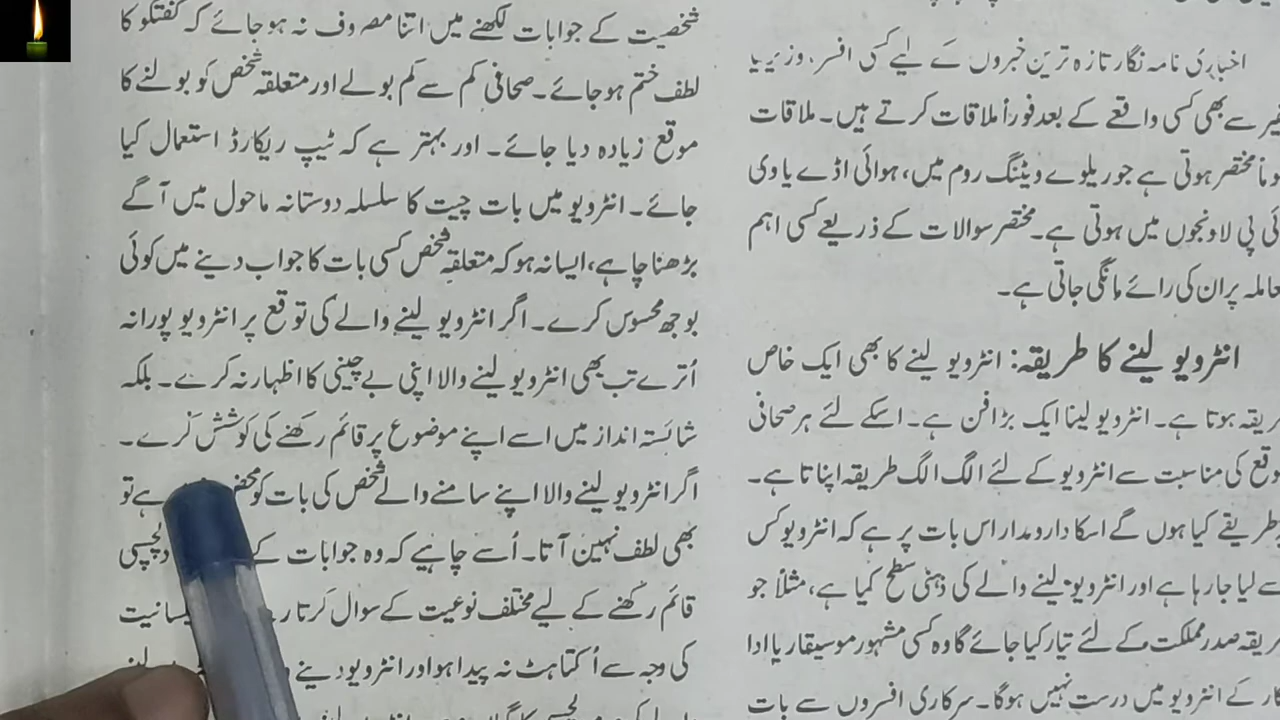 اخباری نامہ نگار تازہ ترین خبروں کے لیے کسی افسر، وزیر یا
سے بھی کسی واقعے کے بعد فوراً ملاقات کرتے ہیں۔ ملاقات
مختصر ہوتی ہے جو ریلوے ویٹنگ روم میں، ہوائی اڈے یا وی
پی لاونجوں میں ہوتی ہے۔ مختصر سوالات کے ذریعے کسی اہم
پر ان کی رائے مانگی جاتی ہے۔
انٹرویو لینے کا طریقہ: انٹرویو لینے کا بھی ایک خاص
ہوتا ہے۔ انٹرویو لینا ایک بڑا فن ہے۔ اسکے لئے ہر صحافی
کی مناسبت سے انٹرویو کے لئے الگ الگ طریقہ اپناتا ہے۔
طریقے کیا ہوں گے اسکا دارومدار اس بات پر ہے کہ انٹرویو کس
سے لیا جا رہا ہے اور انٹرویو لینے والے کی ذہنی سطح کیا ہے، مثلاً جو
صدر مملکت کے لئے تیار کیا جائے گا وہ کسی مشہور موسیقار یا ادا
کے انٹرویو میں درست نہیں ہوگا۔ سرکاری افسروں سے بات
شخصیت کے جوابات لکھنے میں اتنا مصروف نہ ہو جائے کہ گفتگو کا
لطف ختم ہو جائے۔ صحافی کم سے کم بولے اور متعلقہ شخص کو بولنے کا
موقع زیادہ دیا جائے۔ اور بہتر ہے کہ ٹیپ ریکارڈ استعمال کیا
جائے۔ انٹرویو میں بات چیت کا سلسلہ دوستانہ ماحول میں آگے
بڑھنا چاہے، ایسا نہ ہو کہ متعلقہ شخص کسی بات کا جواب دینے میں کوئی
بوجھ محسوس کرے۔ اگر انٹرویو لینے والے کی توقع پر انٹرویو پورا نہ
اُترے تب بھی انٹرویو لینے والا اپنی بے چینی کا اظہار نہ کرے۔ بلکہ
شائستہ انداز میں اسے اپنے موضوع پر قائم رکھنے کی کوشش کرے۔
اگر انٹرویو لینے والا اپنے سامنے والے شخص کی بات کو ہے تو
بھی لطف نہیں آتا۔ اُسے چاہیے کہ وہ جوابات کے دلچسپی
قائم رکھنے کے لیے مختلف نوعیت کے سوال کرتا
کی وجہ سے اُکتاہٹ نہ پیدا ہو اور انٹرویو دینے